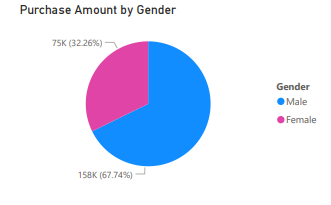 Purchase Amount by Gender
75K (32.26%)
Gender
Male
Female
158K (67.74%)